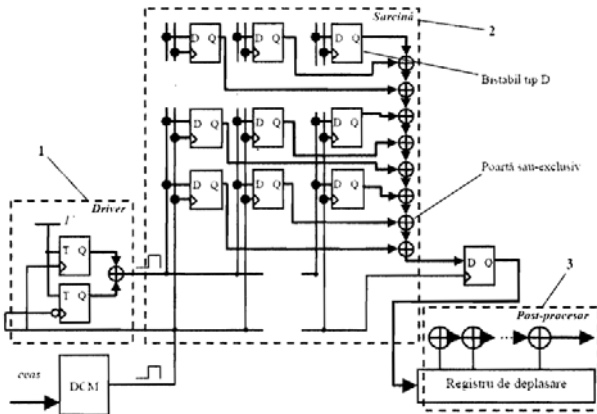 Sarcină
2
D Q D Q D Q
Bistabil tip D
D Q D Q D Q
1
Poartă sau-exclusiv
D Q D Q D Q
Driver
T Q
D Q
3
T Q
Post-procesor
ceas
DCM
Registru de deplasare